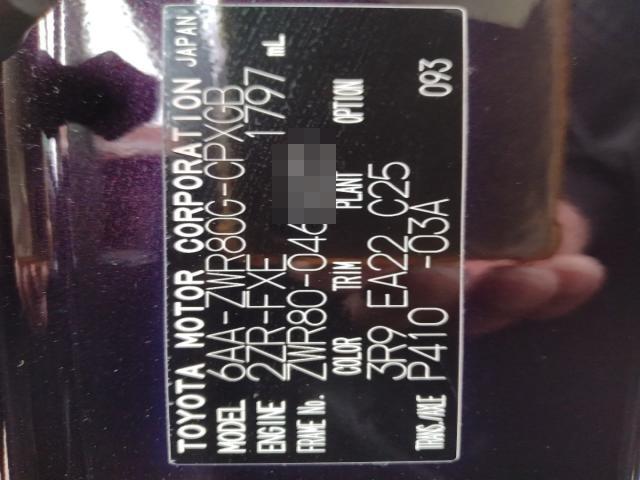 TOYOTA MOTOR CORPORATION JAPAN
MODEL 6AA-ZWR80G-CPXGB
ENGINE 2ZR-FXE 1797 mL
FRAME No. ZWR80-046
COLOR TRIM PLANT OPTION
3R9 EA22 C25
TRANS./AXLE P410 -03A 093